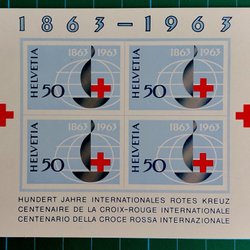 1863–1963
1863 1963 1863 1963
HELVETIA 50 HELVETIA 50
1863 1963 1863 1963
HELVETIA 50 HELVETIA 50
HUNDERT JAHRE INTERNATIONALES ROTES KREUZ
CENTENAIRE DE LA CROIX-ROUGE INTERNATIONALE
CENTENARIO DELLA CROCE ROSSA INTERNAZIONALE